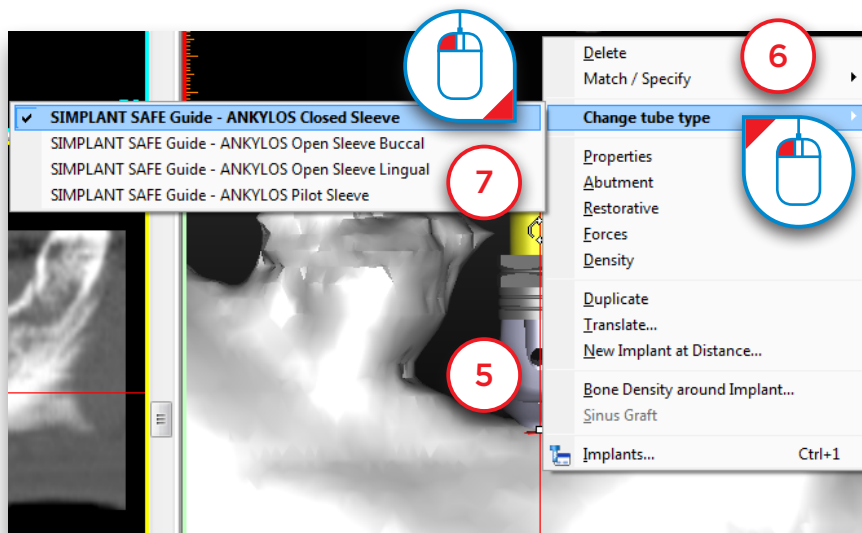 Delete
6
Match / Specify
SIMPLANT SAFE Guide - ANKYLOS Closed Sleeve
Change tube type
SIMPLANT SAFE Guide - ANKYLOS Open Sleeve Buccal
SIMPLANT SAFE Guide - ANKYLOS Open Sleeve Lingual
SIMPLANT SAFE Guide - ANKYLOS Pilot Sleeve
7
Properties
Abutment
Restorative
Forces
Density
Duplicate
Translate...
New Implant at Distance...
5
Bone Density around Implant...
Sinus Graft
Implants... Ctrl+1